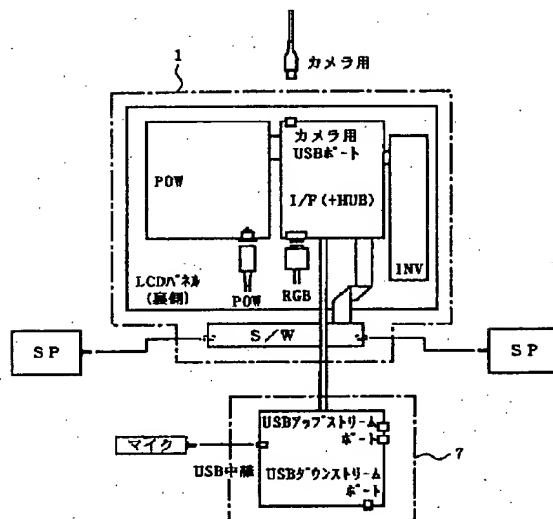 カメラ用
1
カメラ用
USBポート
POW
I/F(+HUB)
INV
LCDパネル
(裏側)
POW
RGB
S/W
SP
SP
USBアップストリーム
ポート
マイク
USB中離
USBダウンストリーム
ポート
7